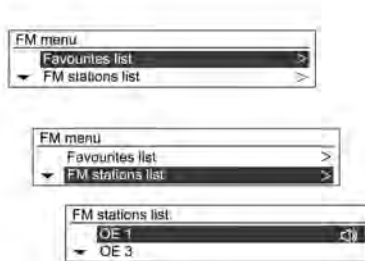 FM menu
Favourites list >
FM stations list >
FM menu
Favourites list >
FM stations list >
FM stations list
OE 1
OE 3